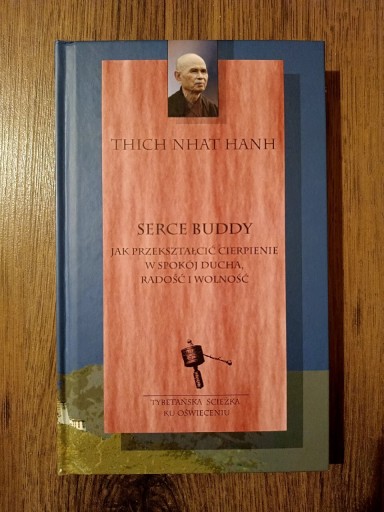 THICH NHAT HANH
SERCE BUDDY
JAK PRZEKSZTAŁCIĆ CIERPIENIE
W SPOKÓJ DUCHA,
RADOŚĆ I WOLNOŚĆ
TYBETAŃSKA ŚCIEŻKA
KU OŚWIECENIU